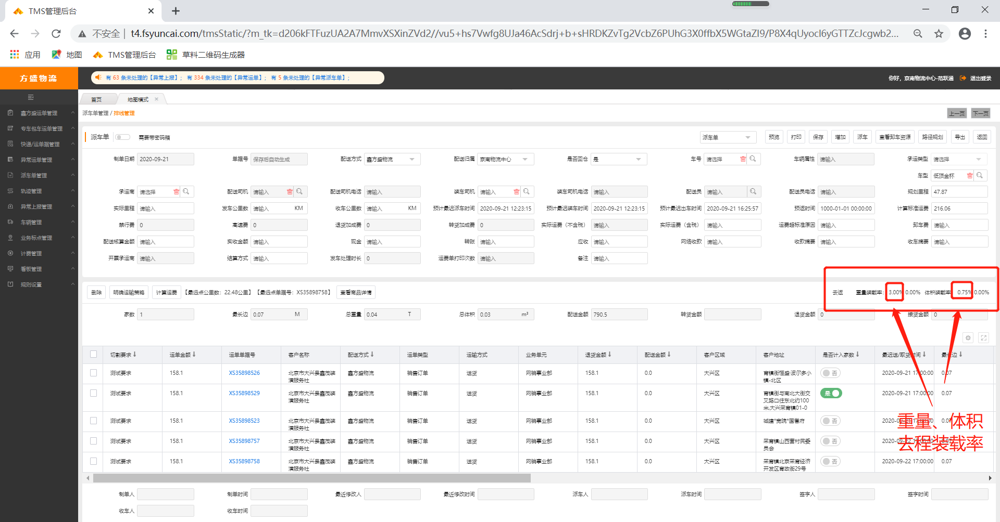 TMS管理后台
不安全 | t4.fsyuncai.com/tmsStatic/?m_tk=d206kFTFuzUA2A7MmvXSXinZVd2//vu5+hs7Vwfg8UJa46AcSdrj+b+sHRDKZvTg2VcbZ6PUhG3X0ffbX5WGtaZI9/P8X4qUyocl6yGTTZcJcgwb2...
应用 地图 TMS管理后台 草料二维码生成器
方盛物流
有 63 条未处理的【异常上报】; 有 334 条未处理的【异常运单】; 有 5 条未处理的【异常派车单】;
你好, 京南物流中心-范跃通 退出登录
首页 地图模式
派车单管理 / 排线管理
上一页 下一页
鑫方盛运单管理
专车包车运单管理
快递/运单据管理
异常运单管理
派车单管理
轨迹管理
异常上报管理
车辆管理
业务标点管理
计费管理
看板管理
规则设置
派车单 需要带密码箱
派车单 预览 打印 保存 增加 派车 查看卸车资源 路径规划 导出 返回
制单日期 2020-09-21 单据号 保存后自动生成 配送方式 鑫方盛物流 配送归属 京南物流中心 是否回仓 是 车号 请选择 车辆属性 请输入 承运类型 请选择
车型 低顶金杯
承运商 请选择 配送司机 请输入 配送司机电话 请输入 装车司机 请输入 装车司机电话 请输入 配送员 请输入 配送员电话 请输入 规划里程 47.87
实际里程 请输入 发车公里数 请输入 KM 收车公里数 请输入 KM 预计最迟派车时间 2020-09-21 12:23:15 预计最迟装车时间 2020-09-21 12:23:15 预计最迟出车时间 2020-09-21 16:25:57 预返时间 1000-01-01 00:00:00 计算标准运费 216.06
禁行费 0 高速费 0 退货加成费 0 转货加成费 0 实际运费（不含税） 请输入 实际运费（含税） 请输入 运费超标准原因 请输入 卸车费 请输入
配送核算金额 请输入 实收金额 请输入 现金 请输入 转账 请输入 应收 请输入 网络收款 请输入 收款摘要 请输入 收车摘要 请输入
开票承运商 请输入 结算方式 请输入 发车处理时长 0 运费单打印次数 请输入 备注 请输入
删除 明确运输策略 计算运费 【最远点公里数: 22.48公里】 【最远点单据号: XS35898758】 查看商品详情
去返 重量装载率: 3.00% 0.00% 体积装载率 0.75% 0.00%
家数 1 最长边 0.07 M 总重量 0.04 T 总体积 0.03 m³ 配送金额 790.5 转货金额 退货金额 0 接货金额 0
切割要求 运单金额 运单单据号 客户名称 配送方式 运单类型 运输方式 业务单元 退货金额 配送金额 客户区域 客户地址 是否计入家数 最迟送/取货时间 最长边
测试要求 158.1 XS35898526 北京市大兴县鑫茂装潢服务社 鑫方盛物流 销售订单 送货 网销事业部 158.1 0.0 大兴区 育镇街恒盛·波尔多小镇-北区 否 2020-09-21 17:00:00 0.07
测试要求 158.1 XS35898529 北京市大兴县鑫茂装潢服务社 鑫方盛物流 销售订单 送货 网销事业部 158.1 0.0 大兴区 育镇街与南北大街交叉路口往东北约100米,大兴采育镇01-0 是 2020-09-21 17:00:00 0.07
测试要求 158.1 XS35898523 北京市大兴县鑫茂装潢服务社 鑫方盛物流 销售订单 送货 网销事业部 158.1 0.0 大兴区 城建"宽院"国誉府 否 2020-09-21 17:00:00 0.07
测试要求 158.1 XS35898757 北京市大兴县鑫茂装潢服务社 鑫方盛物流 销售订单 送货 网销事业部 158.1 0.0 大兴区 采育镇山西营村村民委员会 否 2020-09-22 17:00:00 0.07
测试要求 158.1 XS35898758 北京市大兴县鑫茂装潢服务社 鑫方盛物流 销售订单 送货 网销事业部 158.1 0.0 大兴区 采育镇北京采育经济开发区育政街29号 否 2020-09-22 17:00:00 0.07
重量、体积
去程装载率
制单人 制单时间 最近修改人 最近修改时间 派车人 派车时间 签字人 签字时间
收车人 收车时间